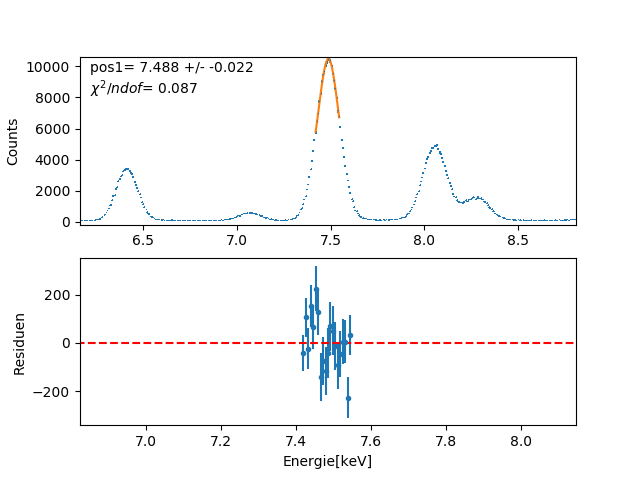 pos1= 7.488 +/- -0.022
χ²/ndof= 0.087
10000
8000
6000
4000
2000
0
Counts
6.5 7.0 7.5 8.0 8.5
200
0
−200
Residuen
7.0 7.2 7.4 7.6 7.8 8.0
Energie[keV]